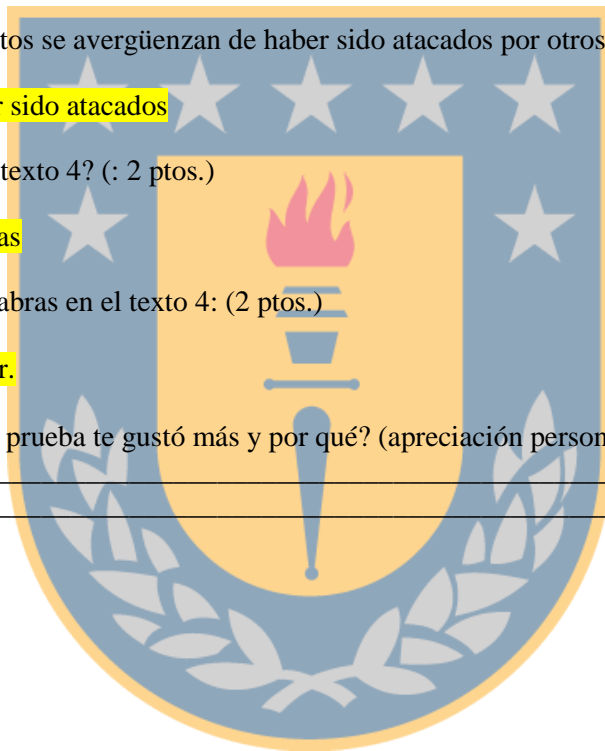 tos se avergüenzan de haber sido atacados por otros
sido atacados
texto 4? (: 2 ptos.)
as
abras en el texto 4: (2 ptos.)
r.
prueba te gustó más y por qué? (apreciación person